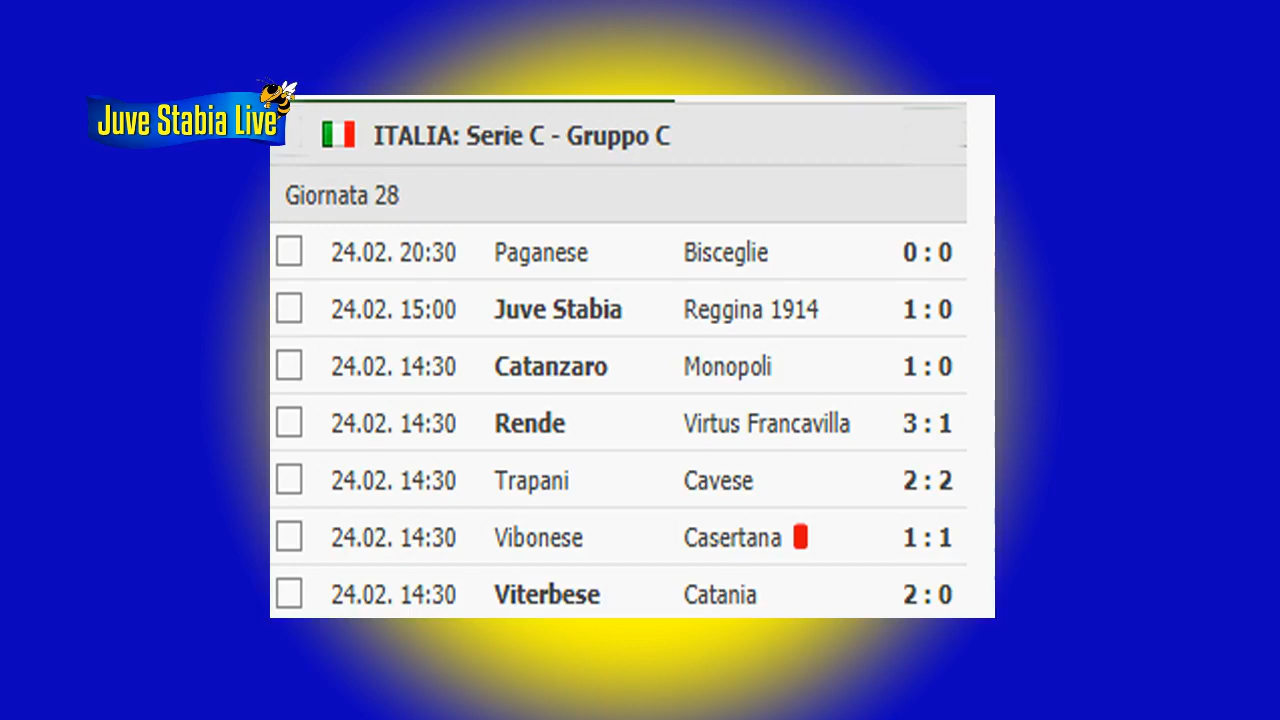 Juve Stabia Live
ITALIA: Serie C - Gruppo C
Giornata 28
24.02. 20:30 Paganese Bisceglie 0 : 0
24.02. 15:00 Juve Stabia Reggina 1914 1 : 0
24.02. 14:30 Catanzaro Monopoli 1 : 0
24.02. 14:30 Rende Virtus Francavilla 3 : 1
24.02. 14:30 Trapani Cavese 2 : 2
24.02. 14:30 Vibonese Casertana 1 : 1
24.02. 14:30 Viterbese Catania 2 : 0